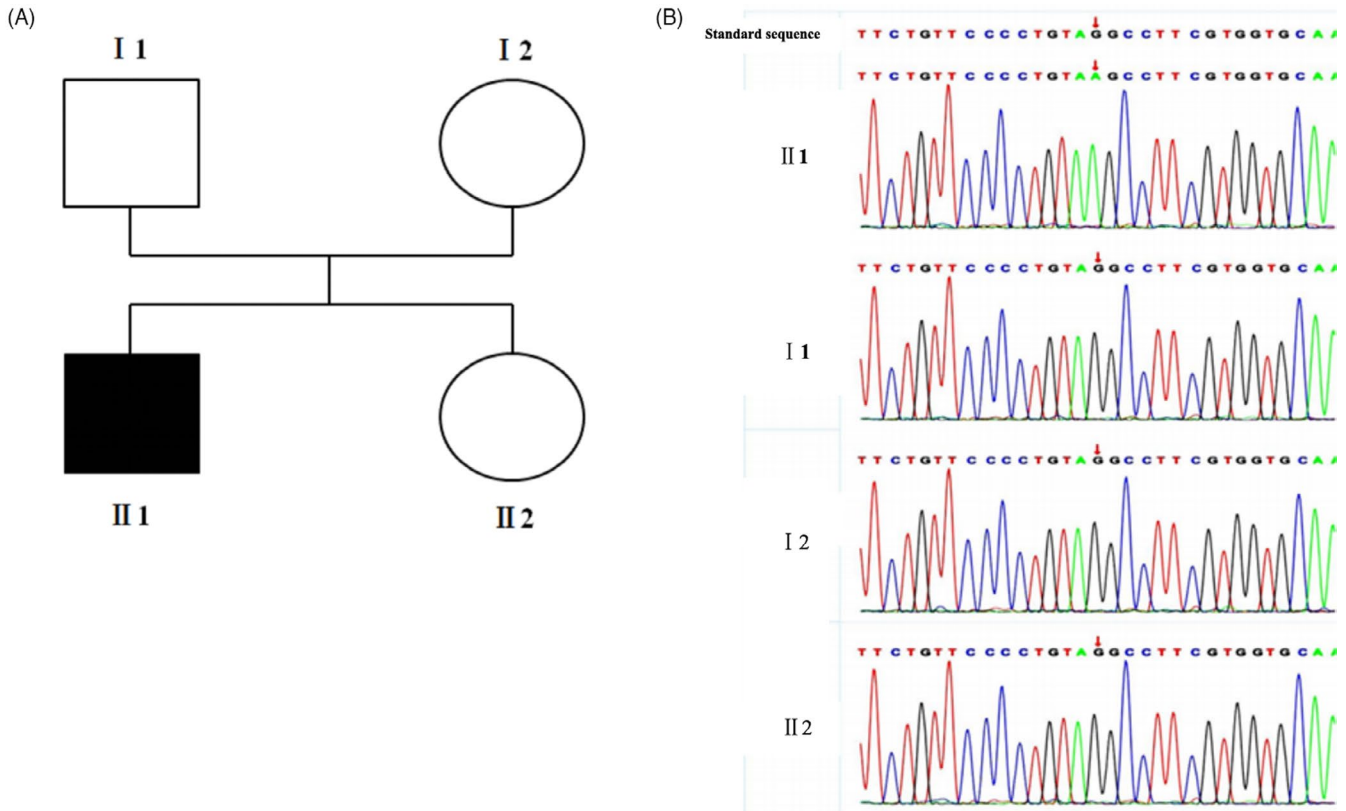 (A)
Ⅰ 1
Ⅰ 2
Ⅱ 1
Ⅱ 2
(B)
Standard sequence
T T C T G T T C C C C T G T A G G C C T T C G T G G T G C A A
T T C T G T T C C C C T G T A A G C C T T C G T G G T G C A A
Ⅱ 1
T T C T G T T C C C C T G T A G G C C T T C G T G G T G C A A
Ⅰ 1
T T C T G T T C C C C T G T A G G C C T T C G T G G T G C A A
Ⅰ 2
T T C T G T T C C C C T G T A G G C C T T C G T G G T G C A A
Ⅱ 2